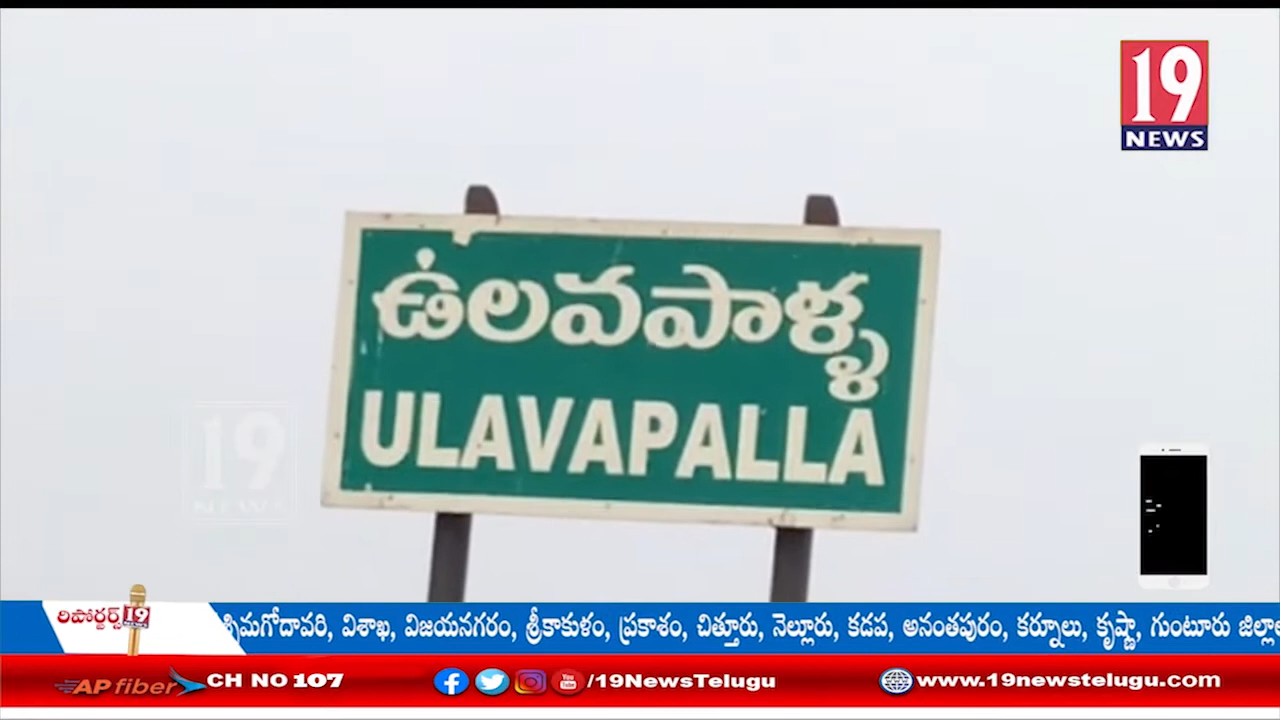 19
NEWS
ఉలవపాళ్ళ
ULAVAPALLA
19
రిపోర్టర్స్ 19
శ్చిమగోదావరి, విశాఖ, విజయనగరం, శ్రీకాకుళం, ప్రకాశం, చిత్తూరు, నెల్లూరు, కడప, అనంతపురం, కర్నూలు, కృష్ణా, గుంటూరు జిల్లాల
AP fiber CH NO 107 /19NewsTelugu www.19newstelugu.com